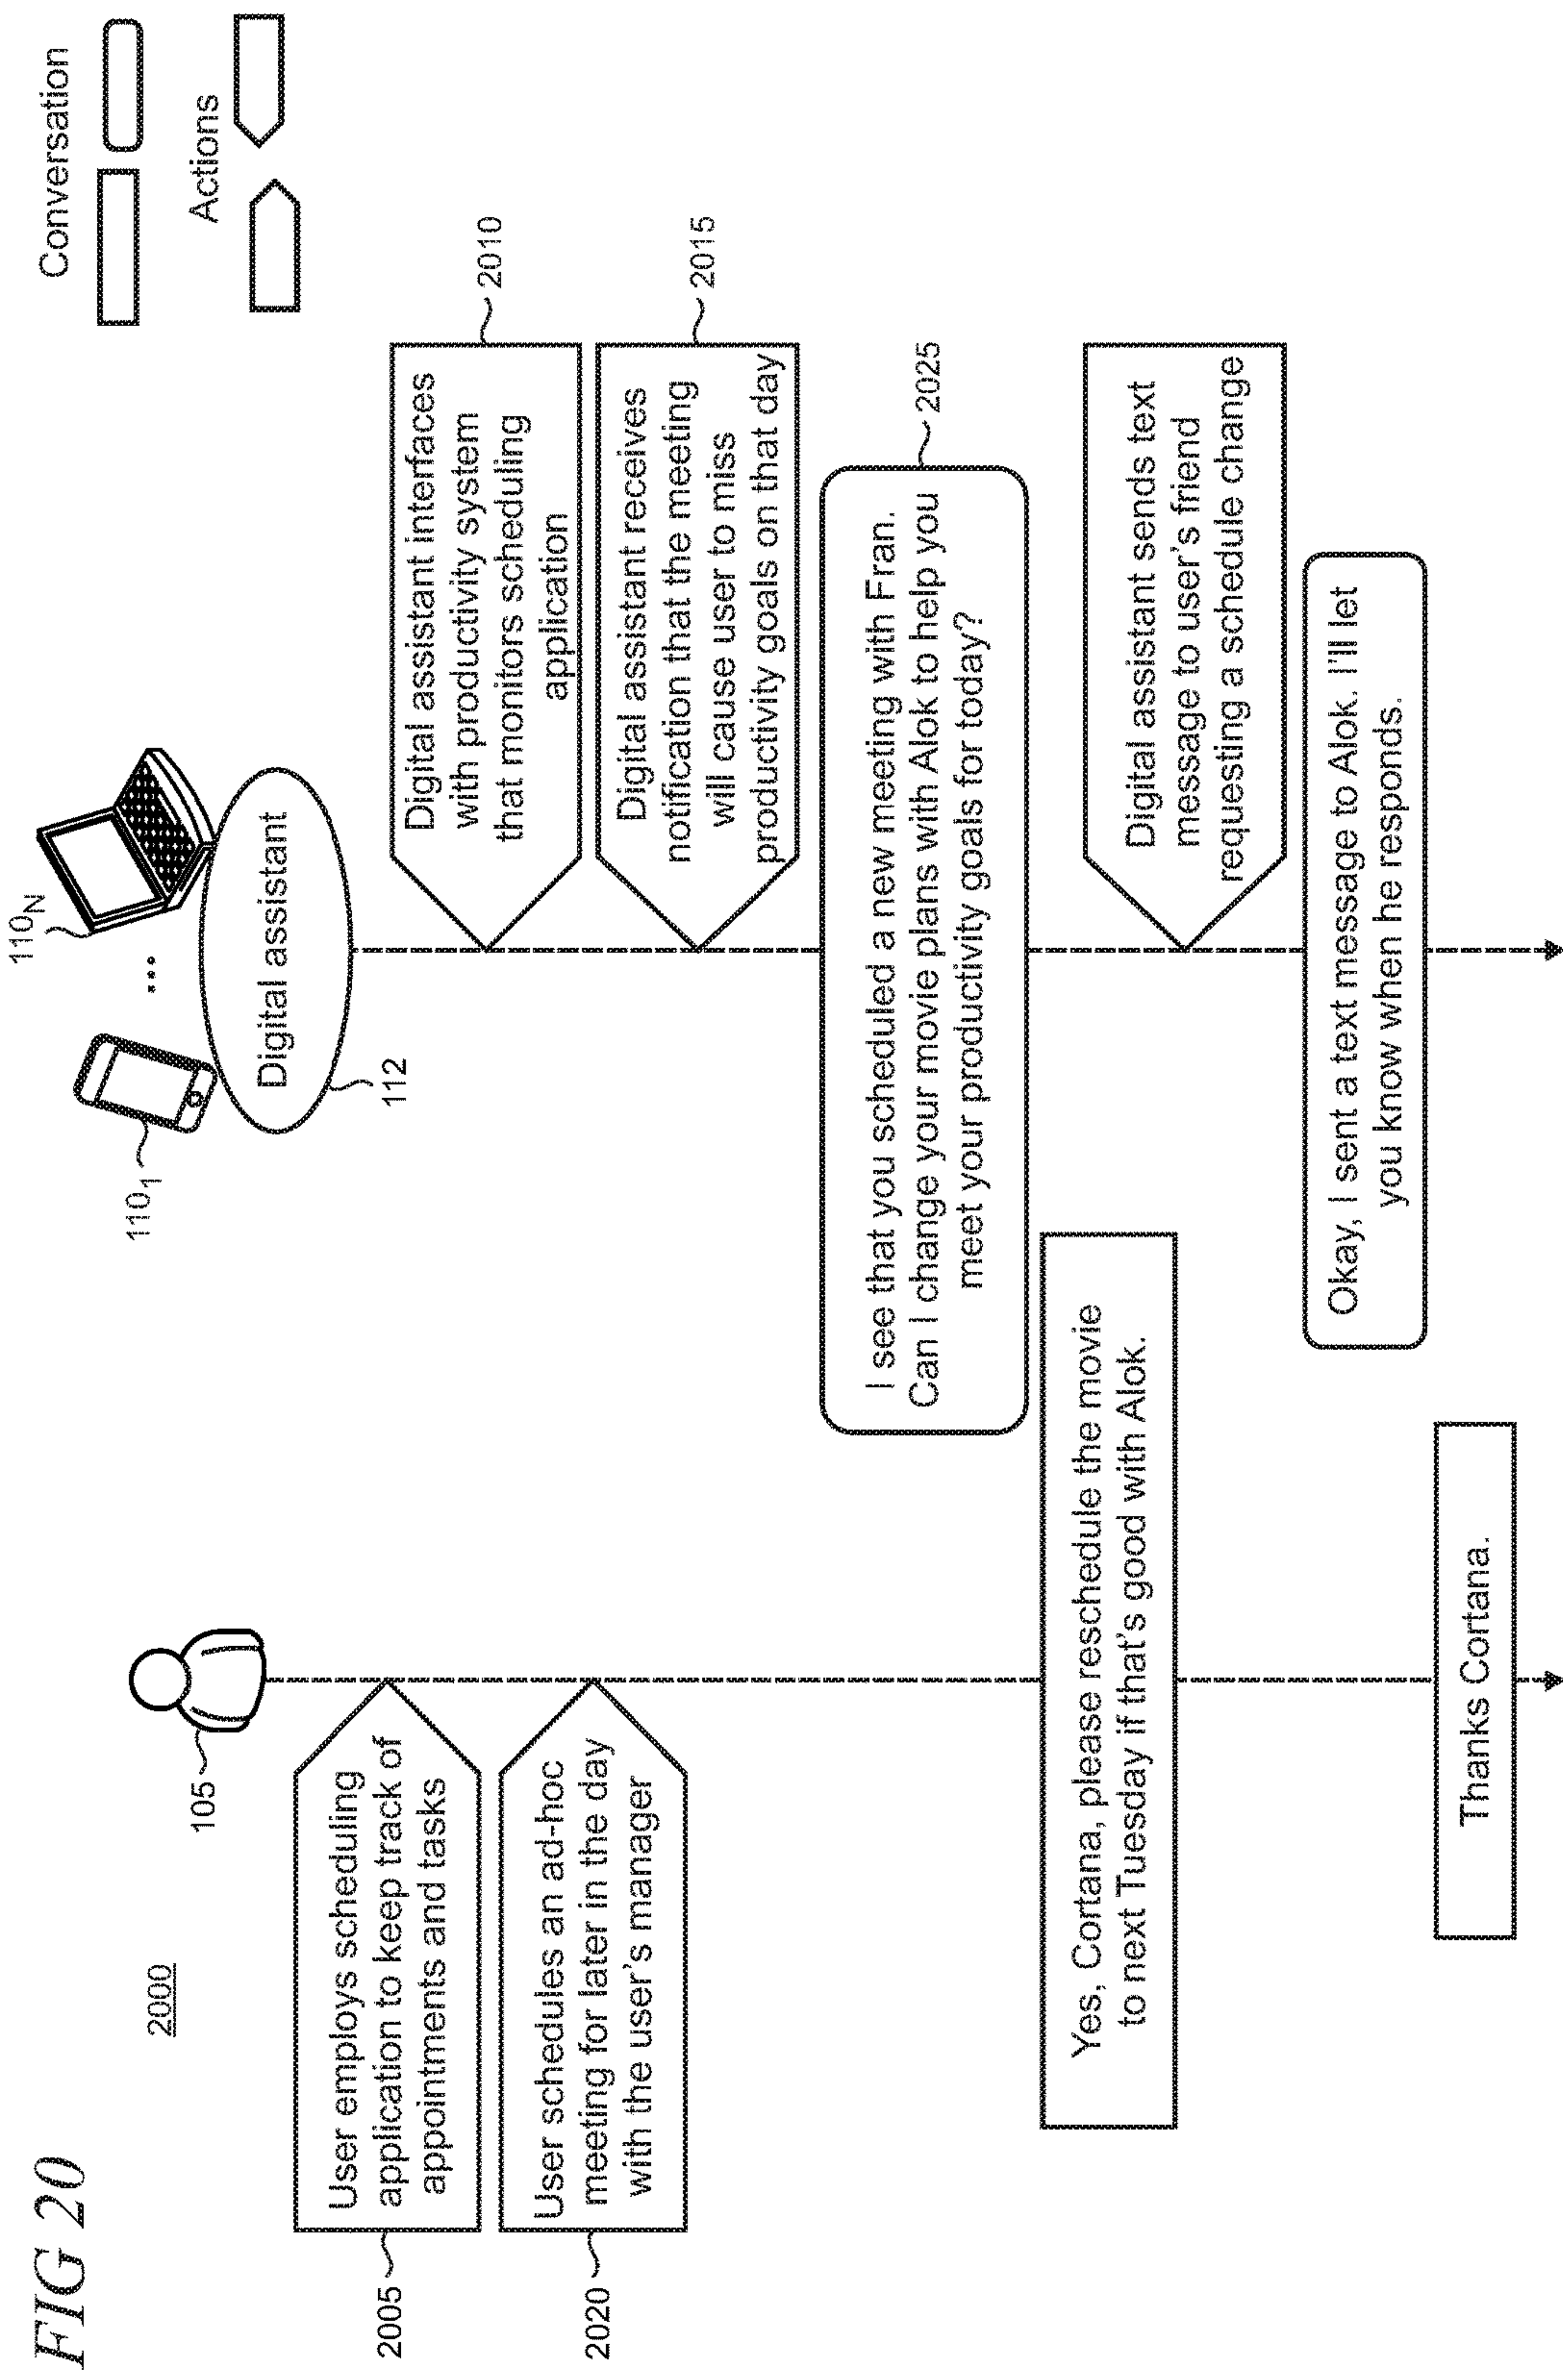 FIG 20
2000
105
110₁
...
110N
Digital assistant
112
Conversation
Actions
User employs scheduling
application to keep track of
appointments and tasks
2005
Digital assistant interfaces
with productivity system
that monitors scheduling
application
2010
User schedules an ad-hoc
meeting for later in the day
with the user's manager
2020
Digital assistant receives
notification that the meeting
will cause user to miss
productivity goals on that day
2015
I see that you scheduled a new meeting with Fran.
Can I change your movie plans with Alok to help you
meet your productivity goals for today?
2025
Yes, Cortana, please reschedule the movie
to next Tuesday if that's good with Alok.
Digital assistant sends text
message to user's friend
requesting a schedule change
Okay, I sent a text message to Alok. I'll let
you know when he responds.
Thanks Cortana.